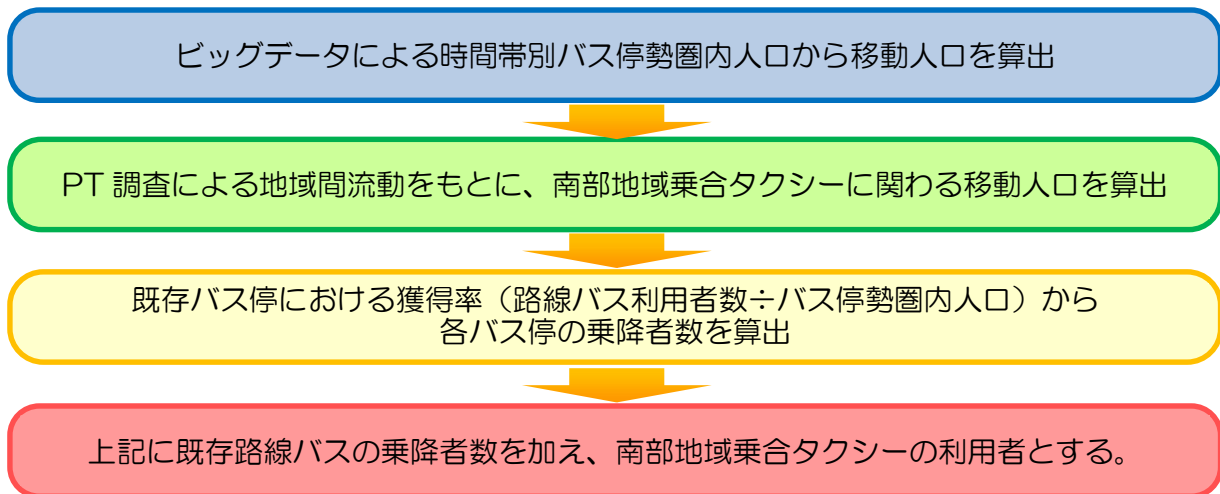 ビッグデータによる時間帯別バス停勢圏内人口から移動人口を算出
PT 調査による地域間流動をもとに、南部地域乗合タクシーに関わる移動人口を算出
既存バス停における獲得率（路線バス利用者数÷バス停勢圏内人口）から
各バス停の乗降者数を算出
上記に既存路線バスの乗降者数を加え、南部地域乗合タクシーの利用者とする。